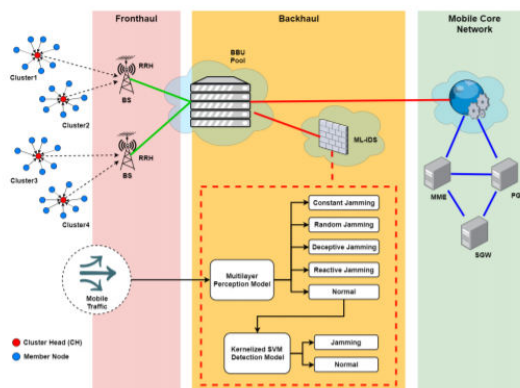 Fronthaul
Backhaul
Mobile Core
Network
Cluster1
Cluster2
Cluster3
Cluster4
RRH
BS
RRH
BS
BBU
Pool
ML-IDS
MME
PG
SGW
Mobile
Traffic
Multilayer
Perception Model
Constant Jamming
Random Jamming
Deceptive Jamming
Reactive Jamming
Normal
Kernelized SVM
Detection Model
Jamming
Normal
Cluster Head (CH)
Member Node